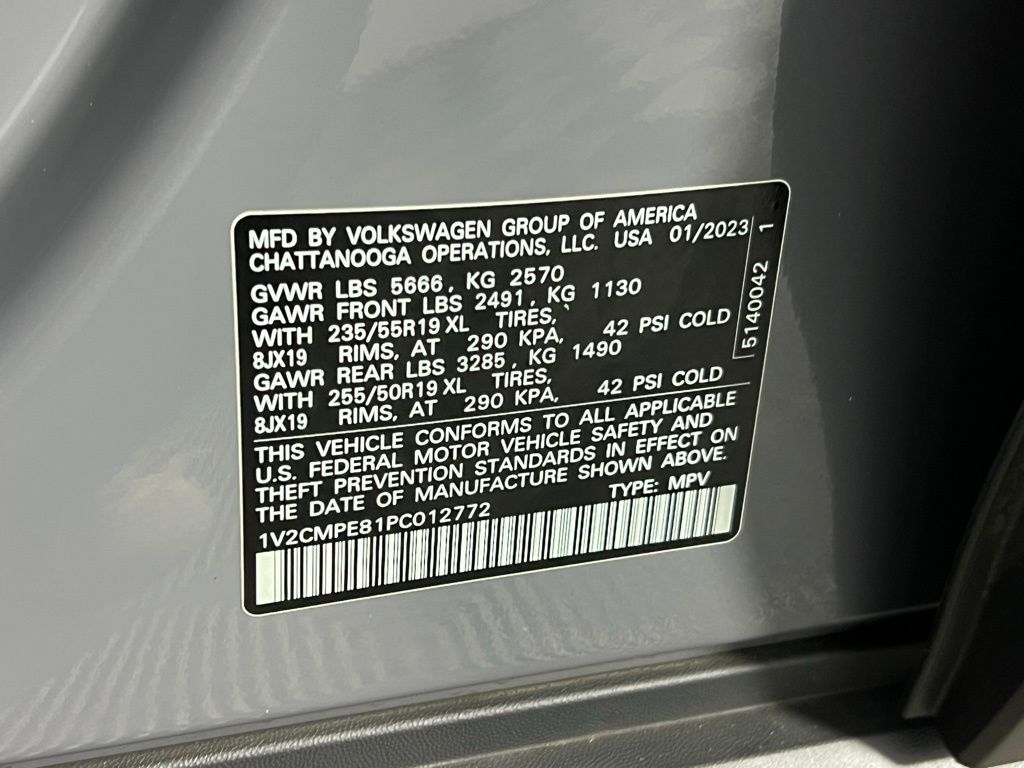 MFD BY VOLKSWAGEN GROUP OF AMERICA
CHATTANOOGA OPERATIONS, LLC. USA 01/2023
GVWR LBS 5666, KG 2570
GAWR FRONT LBS 2491, KG 1130
WITH 235/55R19 XL TIRES,
8JX19 RIMS, AT 290 KPA, 42 PSI COLD
GAWR REAR LBS 3285, KG 1490
WITH 255/50R19 XL TIRES,
8JX19 RIMS, AT 290 KPA, 42 PSI COLD
5140042 1
THIS VEHICLE CONFORMS TO ALL APPLICABLE
U.S. FEDERAL MOTOR VEHICLE SAFETY AND
THEFT PREVENTION STANDARDS IN EFFECT ON
THE DATE OF MANUFACTURE SHOWN ABOVE.
1V2CMPE81PC012772 TYPE: MPV